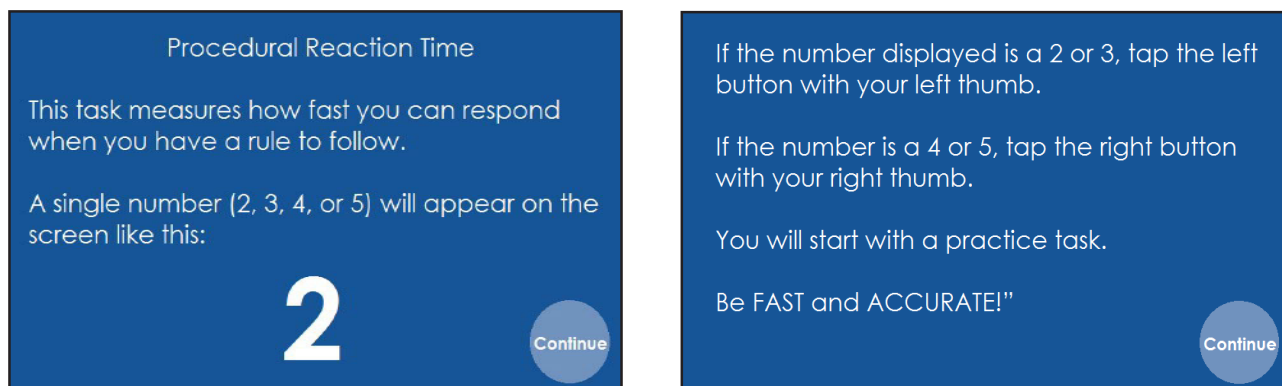 Procedural Reaction Time
This task measures how fast you can respond
when you have a rule to follow.
A single number (2, 3, 4, or 5) will appear on the
screen like this:
2
Continue
If the number displayed is a 2 or 3, tap the left
button with your left thumb.
If the number is a 4 or 5, tap the right button
with your right thumb.
You will start with a practice task.
Be FAST and ACCURATE!”
Continue